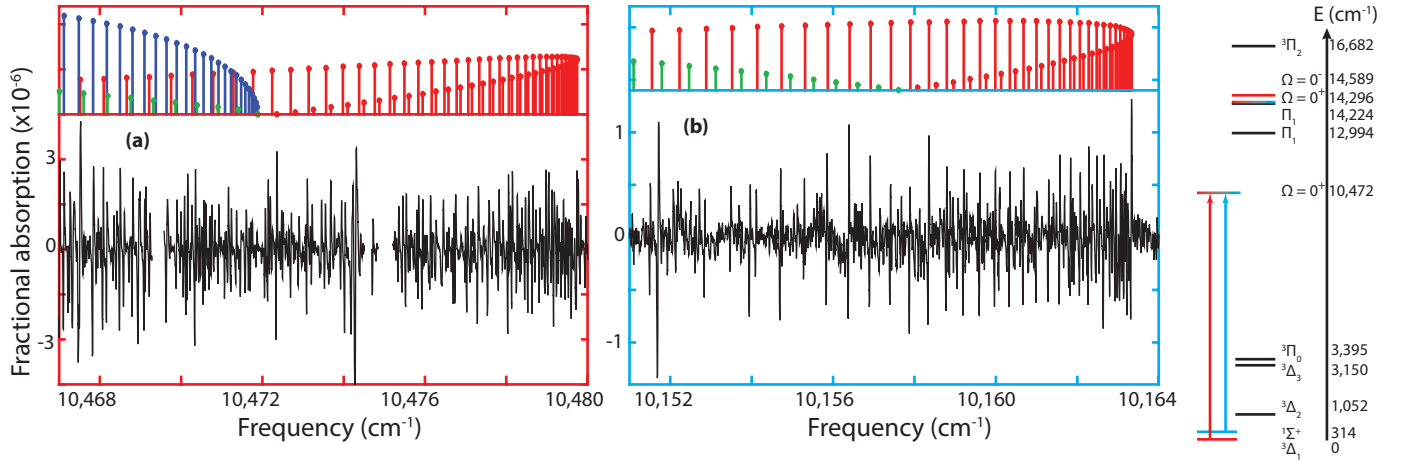 Fractional absorption (x10⁻⁶)
3
0
-3
(a)
10,468
10,472
10,476
10,480
Frequency (cm⁻¹)
1
0
-1
(b)
10,152
10,156
10,160
10,164
Frequency (cm⁻¹)
E (cm⁻¹)
³Π₂ 16,682
Ω = 0⁻ 14,589
Ω = 0⁺ 14,296
Π₁ 14,224
Π₁ 12,994
Ω = 0⁺ 10,472
³Π₀ 3,395
³Δ₃ 3,150
³Δ₂ 1,052
¹Σ⁺ 314
³Δ₁ 0